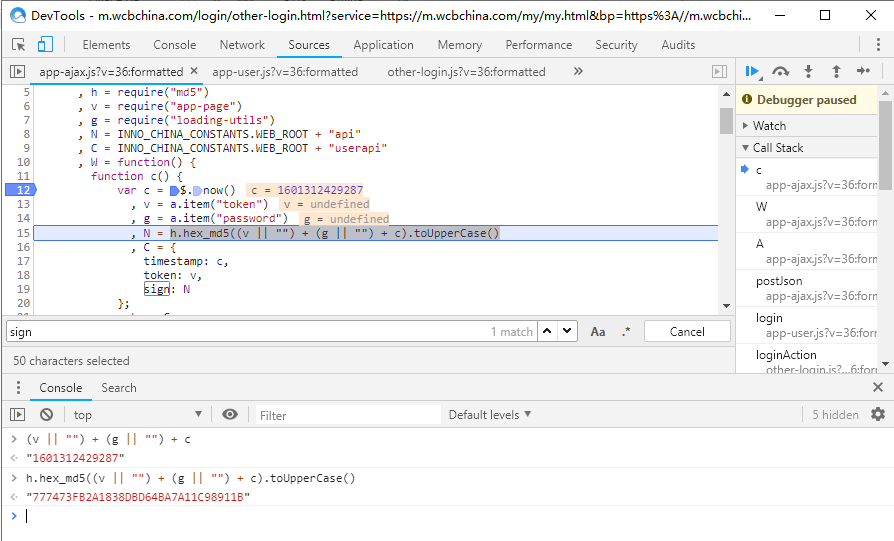 DevTools - m.wcbchina.com/login/other-login.html?service=https://m.wcbchina.com/my/my.html&bp=https%3A//m.wcbchi...
Elements Console Network Sources Application Memory Performance Security Audits
app-ajax.js?v=36:formatted × app-user.js?v=36:formatted other-login.js?v=36:formatted »
5 , h = require("md5")
6 , v = require("app-page")
7 , g = require("loading-utils")
8 , N = INNO_CHINA_CONSTANTS.WEB_ROOT + "api"
9 , C = INNO_CHINA_CONSTANTS.WEB_ROOT + "userapi"
10 , W = function() {
11 function c() {
12 var c = $.now() c = 1601312429287
13 , v = a.item("token") v = undefined
14 , g = a.item("password") g = undefined
15 , N = h.hex_md5((v || "") + (g || "") + c).toUpperCase()
16 , C = {
17 timestamp: c,
18 token: v,
19 sign: N
20 };
Debugger paused
Watch
Call Stack
c
app-ajax.js?v=36:form
W
app-ajax.js?v=36:form
A
app-ajax.js?v=36:form
postJson
app-ajax.js?v=36:form
login
app-user.js?v=36:form
loginAction
other-login.js?...6:form
sign 1 match Aa .* Cancel
50 characters selected
Console Search ×
top Filter Default levels 5 hidden
> (v || "") + (g || "") + c
"1601312429287"
> h.hex_md5((v || "") + (g || "") + c).toUpperCase()
"777473FB2A1838DBD64BA7A11C98911B"
>